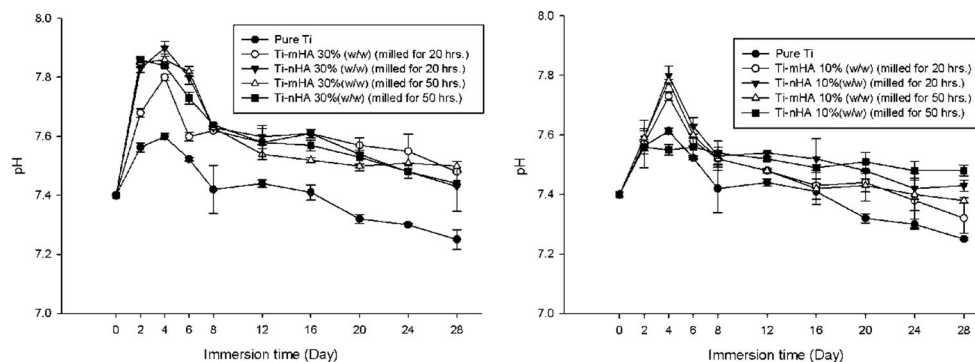 8.0
7.8
7.6
7.4
7.2
7.0
pH
Pure Ti
Ti-mHA 30% (w/w) (milled for 20 hrs.)
Ti-nHA 30% (w/w) (milled for 20 hrs.)
Ti-mHA 30% (w/w) (milled for 50 hrs.)
Ti-nHA 30%(w/w) (milled for 50 hrs.)
0 2 4 6 8 12 16 20 24 28
Immersion time (Day)
8.0
7.8
7.6
7.4
7.2
7.0
pH
Pure Ti
Ti-mHA 10% (w/w) (milled for 20 hrs.)
Ti-nHA 10% (w/w) (milled for 20 hrs.)
Ti-mHA 10% (w/w) (milled for 50 hrs.)
Ti-nHA 10%(w/w) (milled for 50 hrs.)
0 2 4 6 8 12 16 20 24 28
Immersion time (Day)